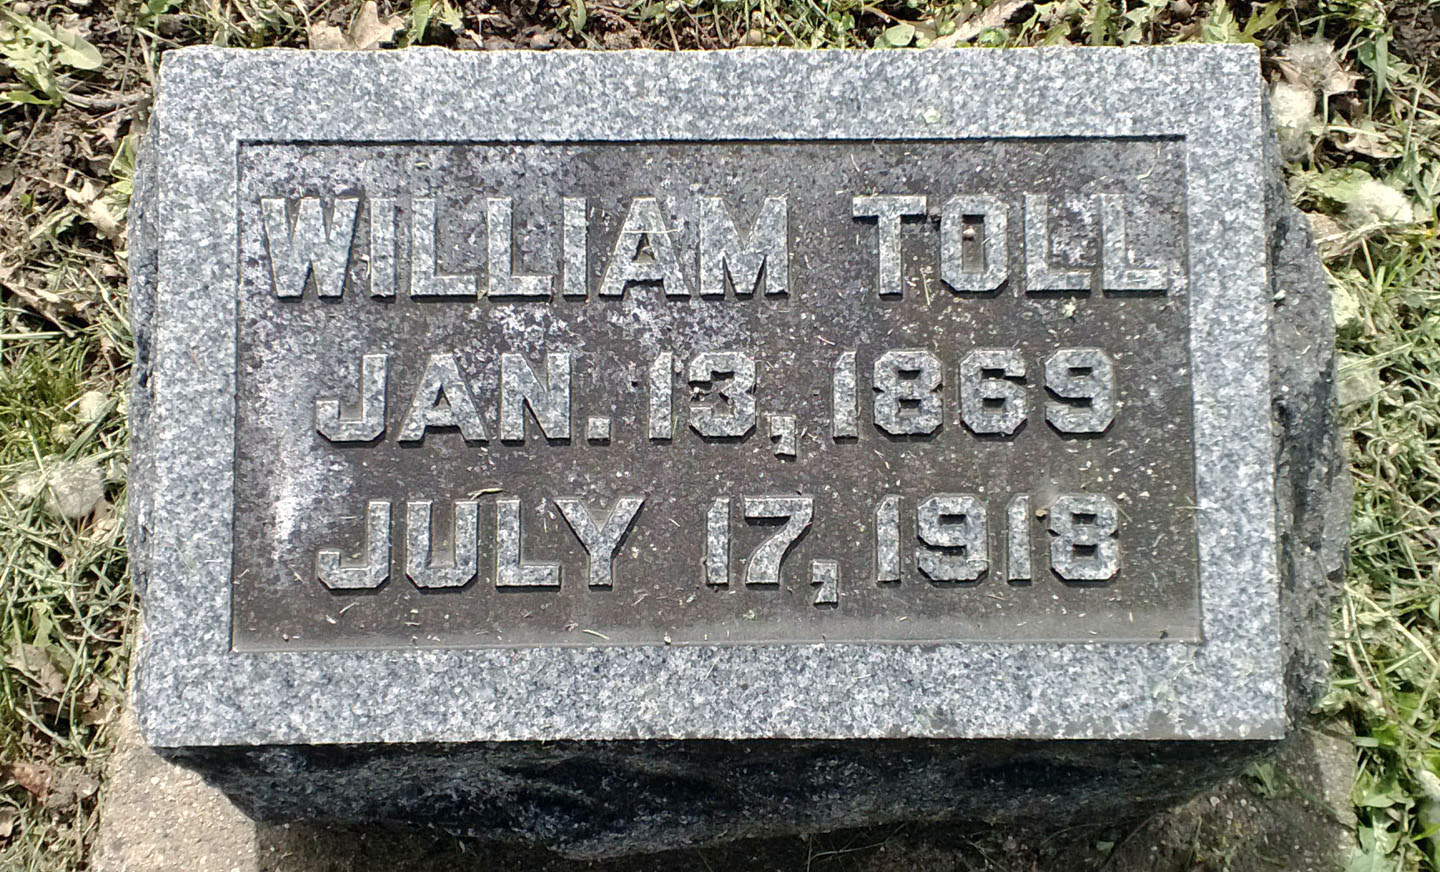 WILLIAM TOLL
JAN. 13, 1869
JULY 17, 1918